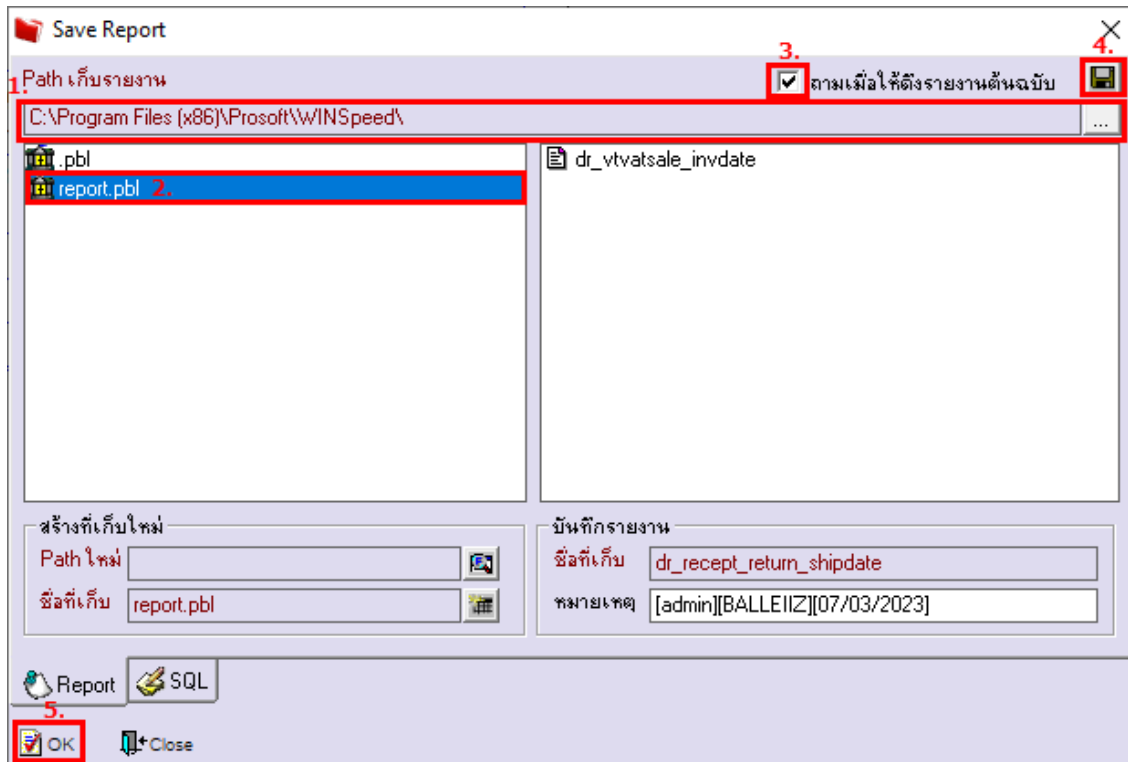 Save Report
3.
4.
1.
Path เก็บรายงาน
ถามเมื่อให้ดึงรายงานต้นฉบับ
C:\Program Files (x86)\Prosoft\WINSpeed\
...
.pbl
report.pbl 2.
dr_vtvatsale_invdate
สร้างที่เก็บใหม่
Path ใหม่
ชื่อที่เก็บ report.pbl
บันทึกรายงาน
ชื่อที่เก็บ dr_recept_return_shipdate
หมายเหตุ [admin][BALLEIIZ][07/03/2023]
Report
SQL
5.
OK
Close